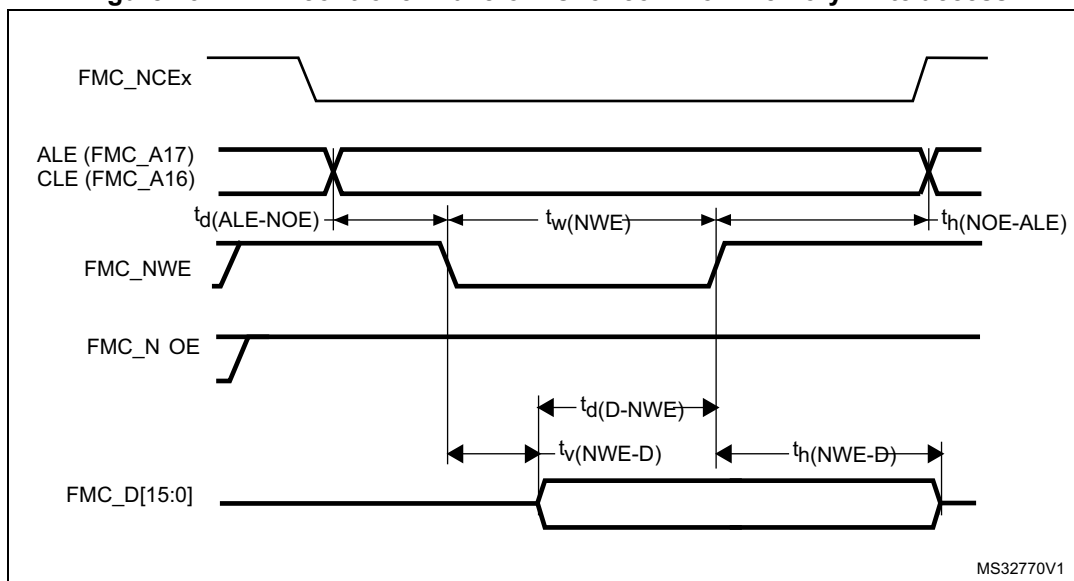 FMC_NCEx
ALE (FMC_A17)
CLE (FMC_A16)
td(ALE-NOE)
tw(NWE)
th(NOE-ALE)
FMC_NWE
FMC_N OE
td(D-NWE)
tv(NWE-D)
th(NWE-D)
FMC_D[15:0]
MS32770V1